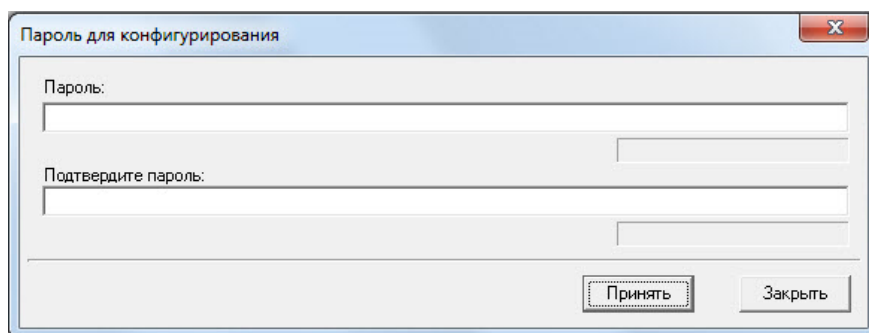 Пароль для конфигурирования
Пароль:
Подтвердите пароль:
Принять Закрыть